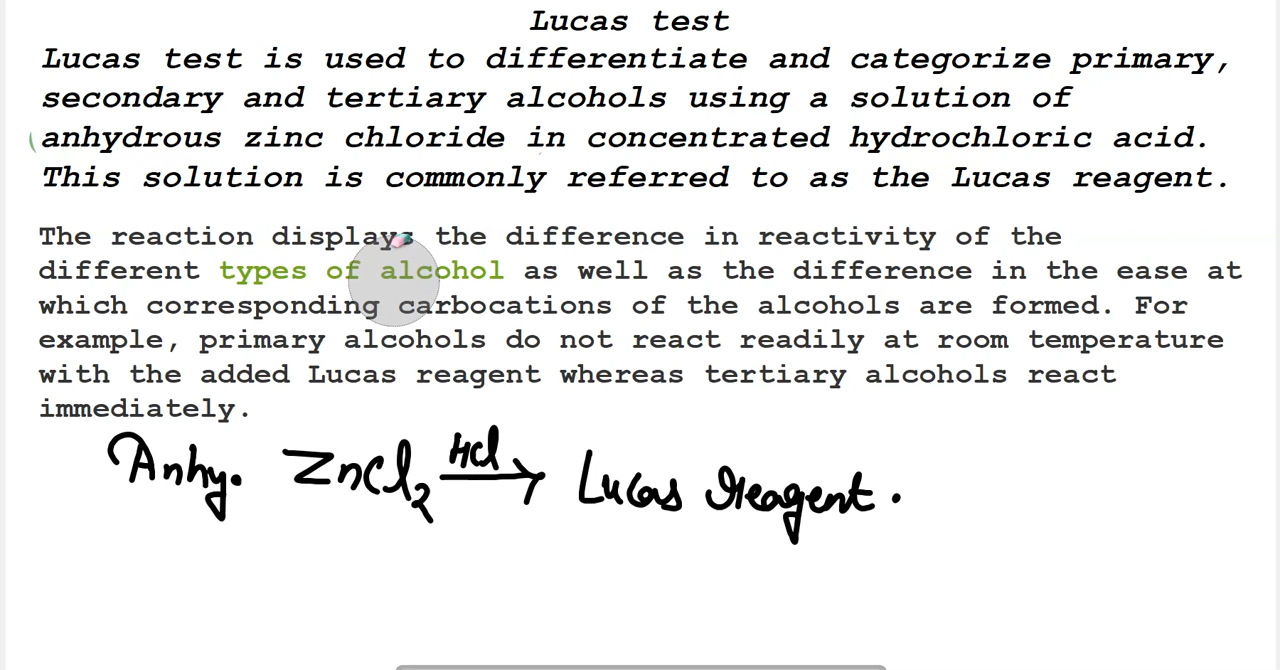 Lucas test
Lucas test is used to differentiate and categorize primary,
secondary and tertiary alcohols using a solution of
anhydrous zinc chloride in concentrated hydrochloric acid.
This solution is commonly referred to as the Lucas reagent.
The reaction displays the difference in reactivity of the
different types of alcohol as well as the difference in the ease at
which corresponding carbocations of the alcohols are formed. For
example, primary alcohols do not react readily at room temperature
with the added Lucas reagent whereas tertiary alcohols react
immediately.
Anhy. ZnCl₂ —HCl→ Lucas Reagent.